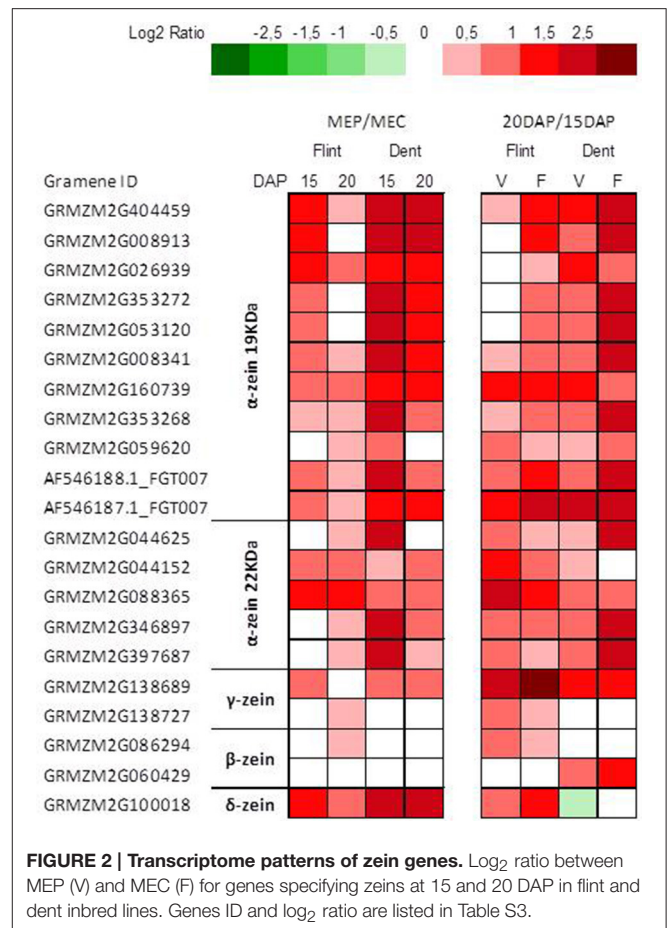 Log2 Ratio -2,5 -1,5 -1 -0,5 0 0,5 1 1,5 2,5
MEP/MEC 20DAP/15DAP
Flint Dent Flint Dent
Gramene ID DAP 15 20 15 20 V F V F
GRMZM2G404459
GRMZM2G008913
GRMZM2G026939
GRMZM2G353272
GRMZM2G053120
GRMZM2G008341
GRMZM2G160739
GRMZM2G353268
GRMZM2G059620
AF546188.1_FGT007
AF546187.1_FGT007
α-zein 19KDa
GRMZM2G044625
GRMZM2G044152
GRMZM2G088365
GRMZM2G346897
GRMZM2G397687
α-zein 22KDa
GRMZM2G138689
GRMZM2G138727
γ-zein
GRMZM2G086294
GRMZM2G060429
β-zein
GRMZM2G100018 δ-zein
FIGURE 2 | Transcriptome patterns of zein genes. Log2 ratio between
MEP (V) and MEC (F) for genes specifying zeins at 15 and 20 DAP in flint and
dent inbred lines. Genes ID and log2 ratio are listed in Table S3.